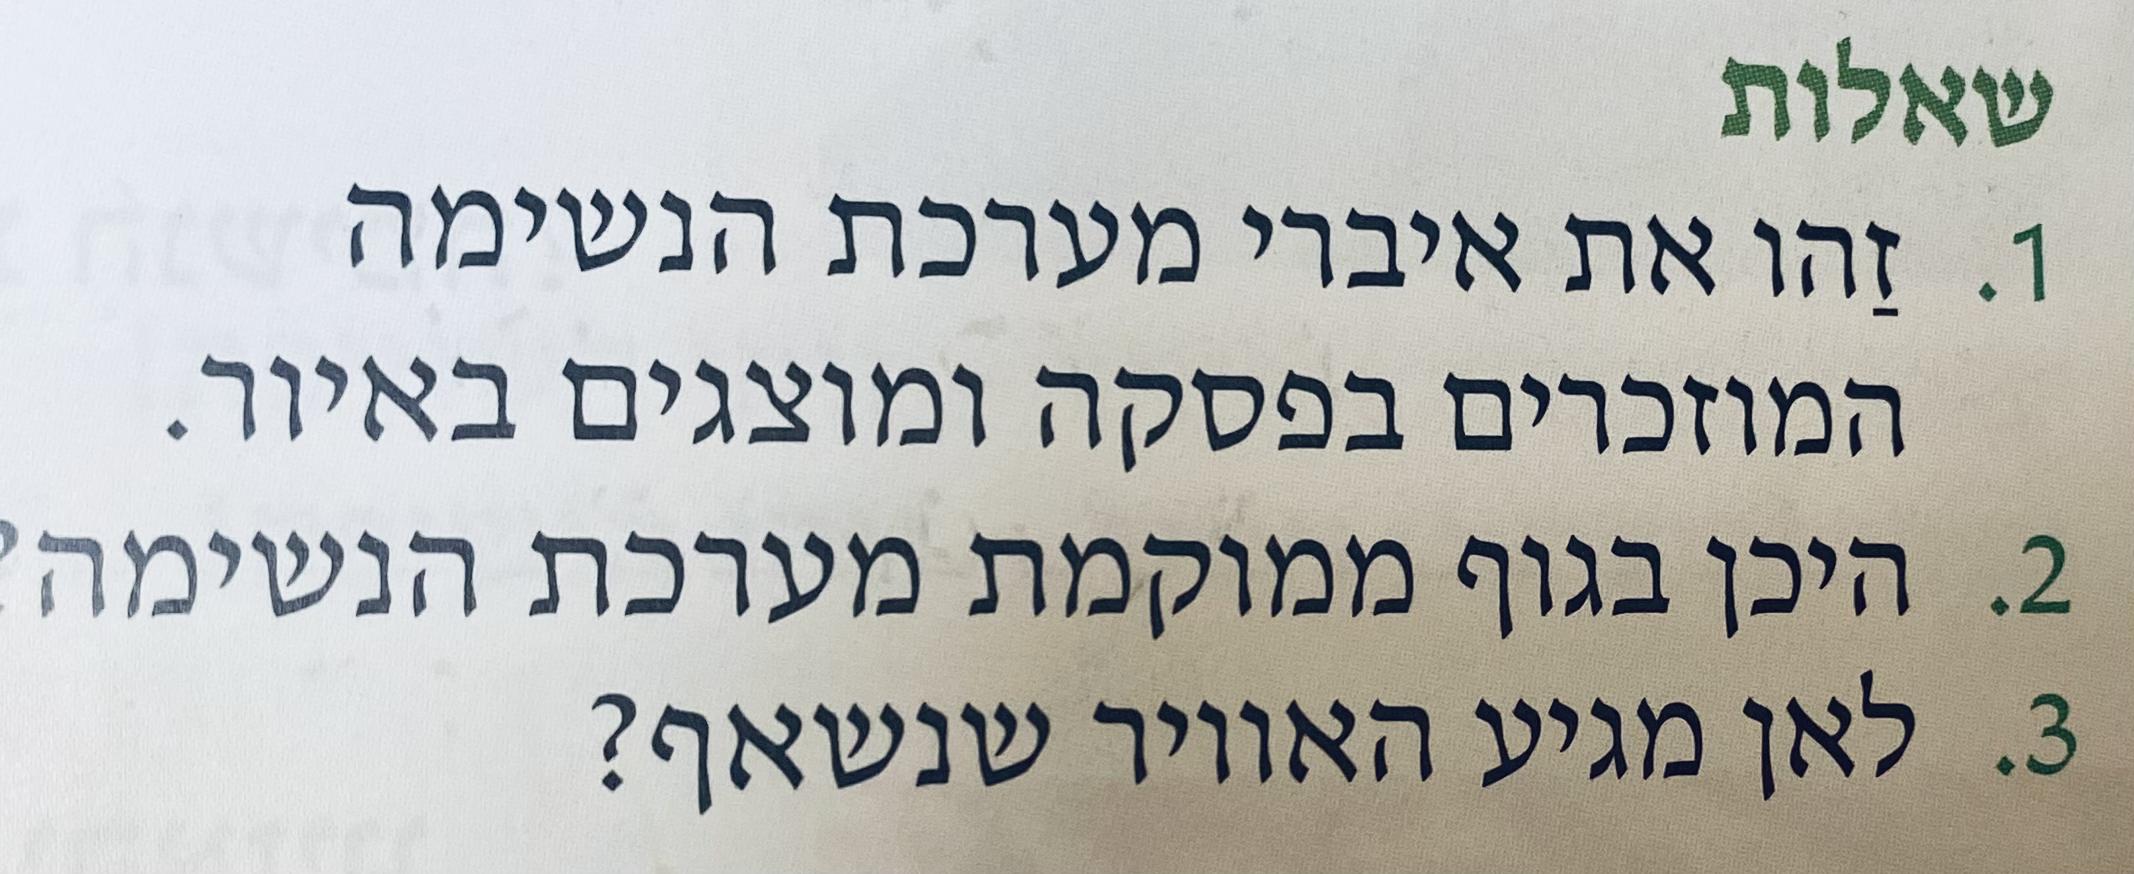 שאלות
1. זַהו את איברי מערכת הנשימה
המוזכרים בפסקה ומוצגים באיור.
2. היכן בגוף ממוקמת מערכת הנשימה?
3. לאן מגיע האוויר שנשאף?